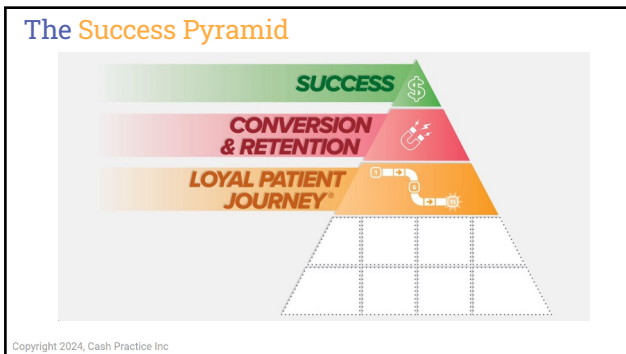 The Success Pyramid
SUCCESS
$
CONVERSION
& RETENTION
LOYAL PATIENT
JOURNEY®
1
6
11
Copyright 2024, Cash Practice Inc